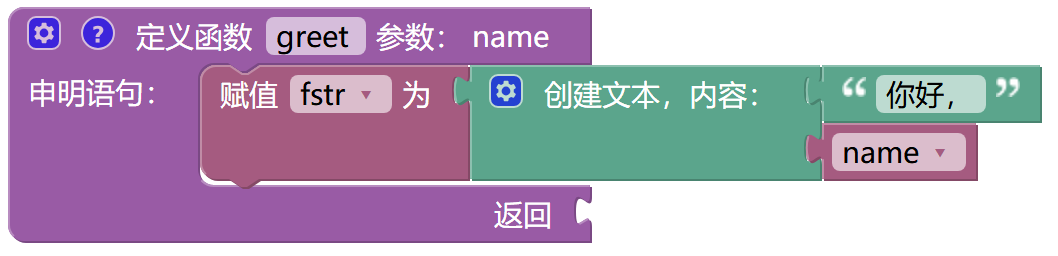 ? 定义函数 greet 参数： name
申明语句： 赋值 fstr 为 创建文本，内容： “ 你好， ”
name
返回